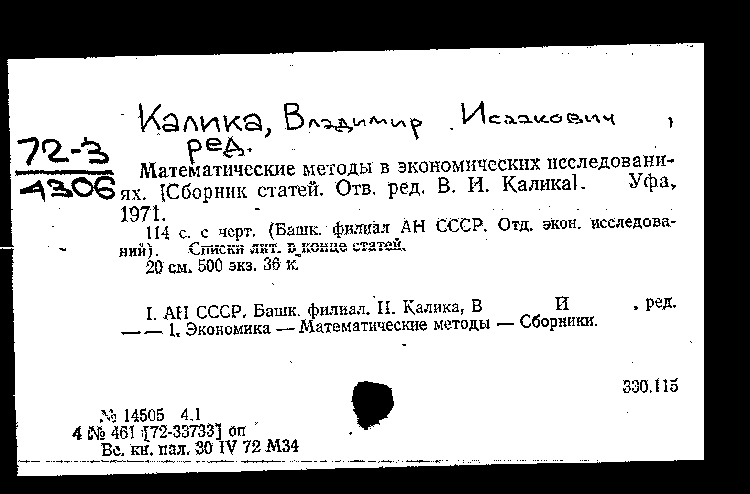 Калика, Владимир Исаакович,
ред.
72-3
4306
Математические методы в экономических исследовани-
ях. [Сборник статей. Отв. ред. В. И. Калика]. Уфа,
1971.
114 с. с черт. (Башк. филиал АН СССР. Отд. экон. исследова-
ний). Списки лит. в конце статей.
20 см. 500 экз. 36 к.
I. АН СССР. Башк. филиал. II. Калика, В И , ред.
— — 1. Экономика — Математические методы — Сборники.
330.115
№ 14505 4.1
4 № 461 [72-33733] оп
Вс. кн. пал. 30 IV 72 М34